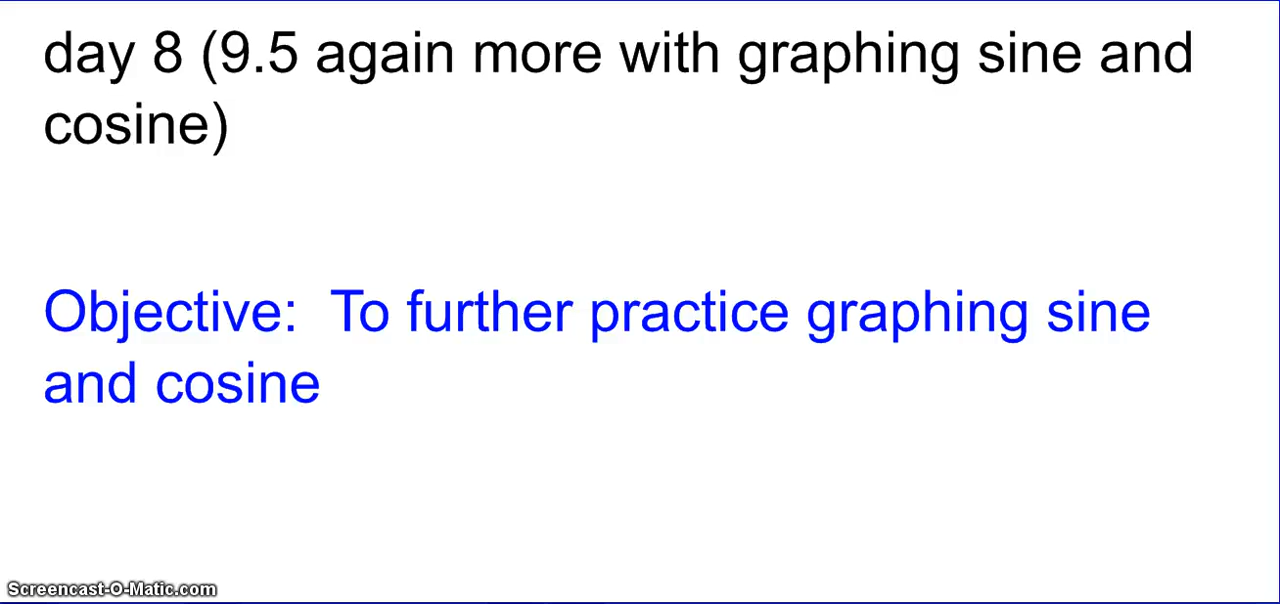 day 8 (9.5 again more with graphing sine and
cosine)
Objective:  To further practice graphing sine
and cosine
Screencast-O-Matic.com